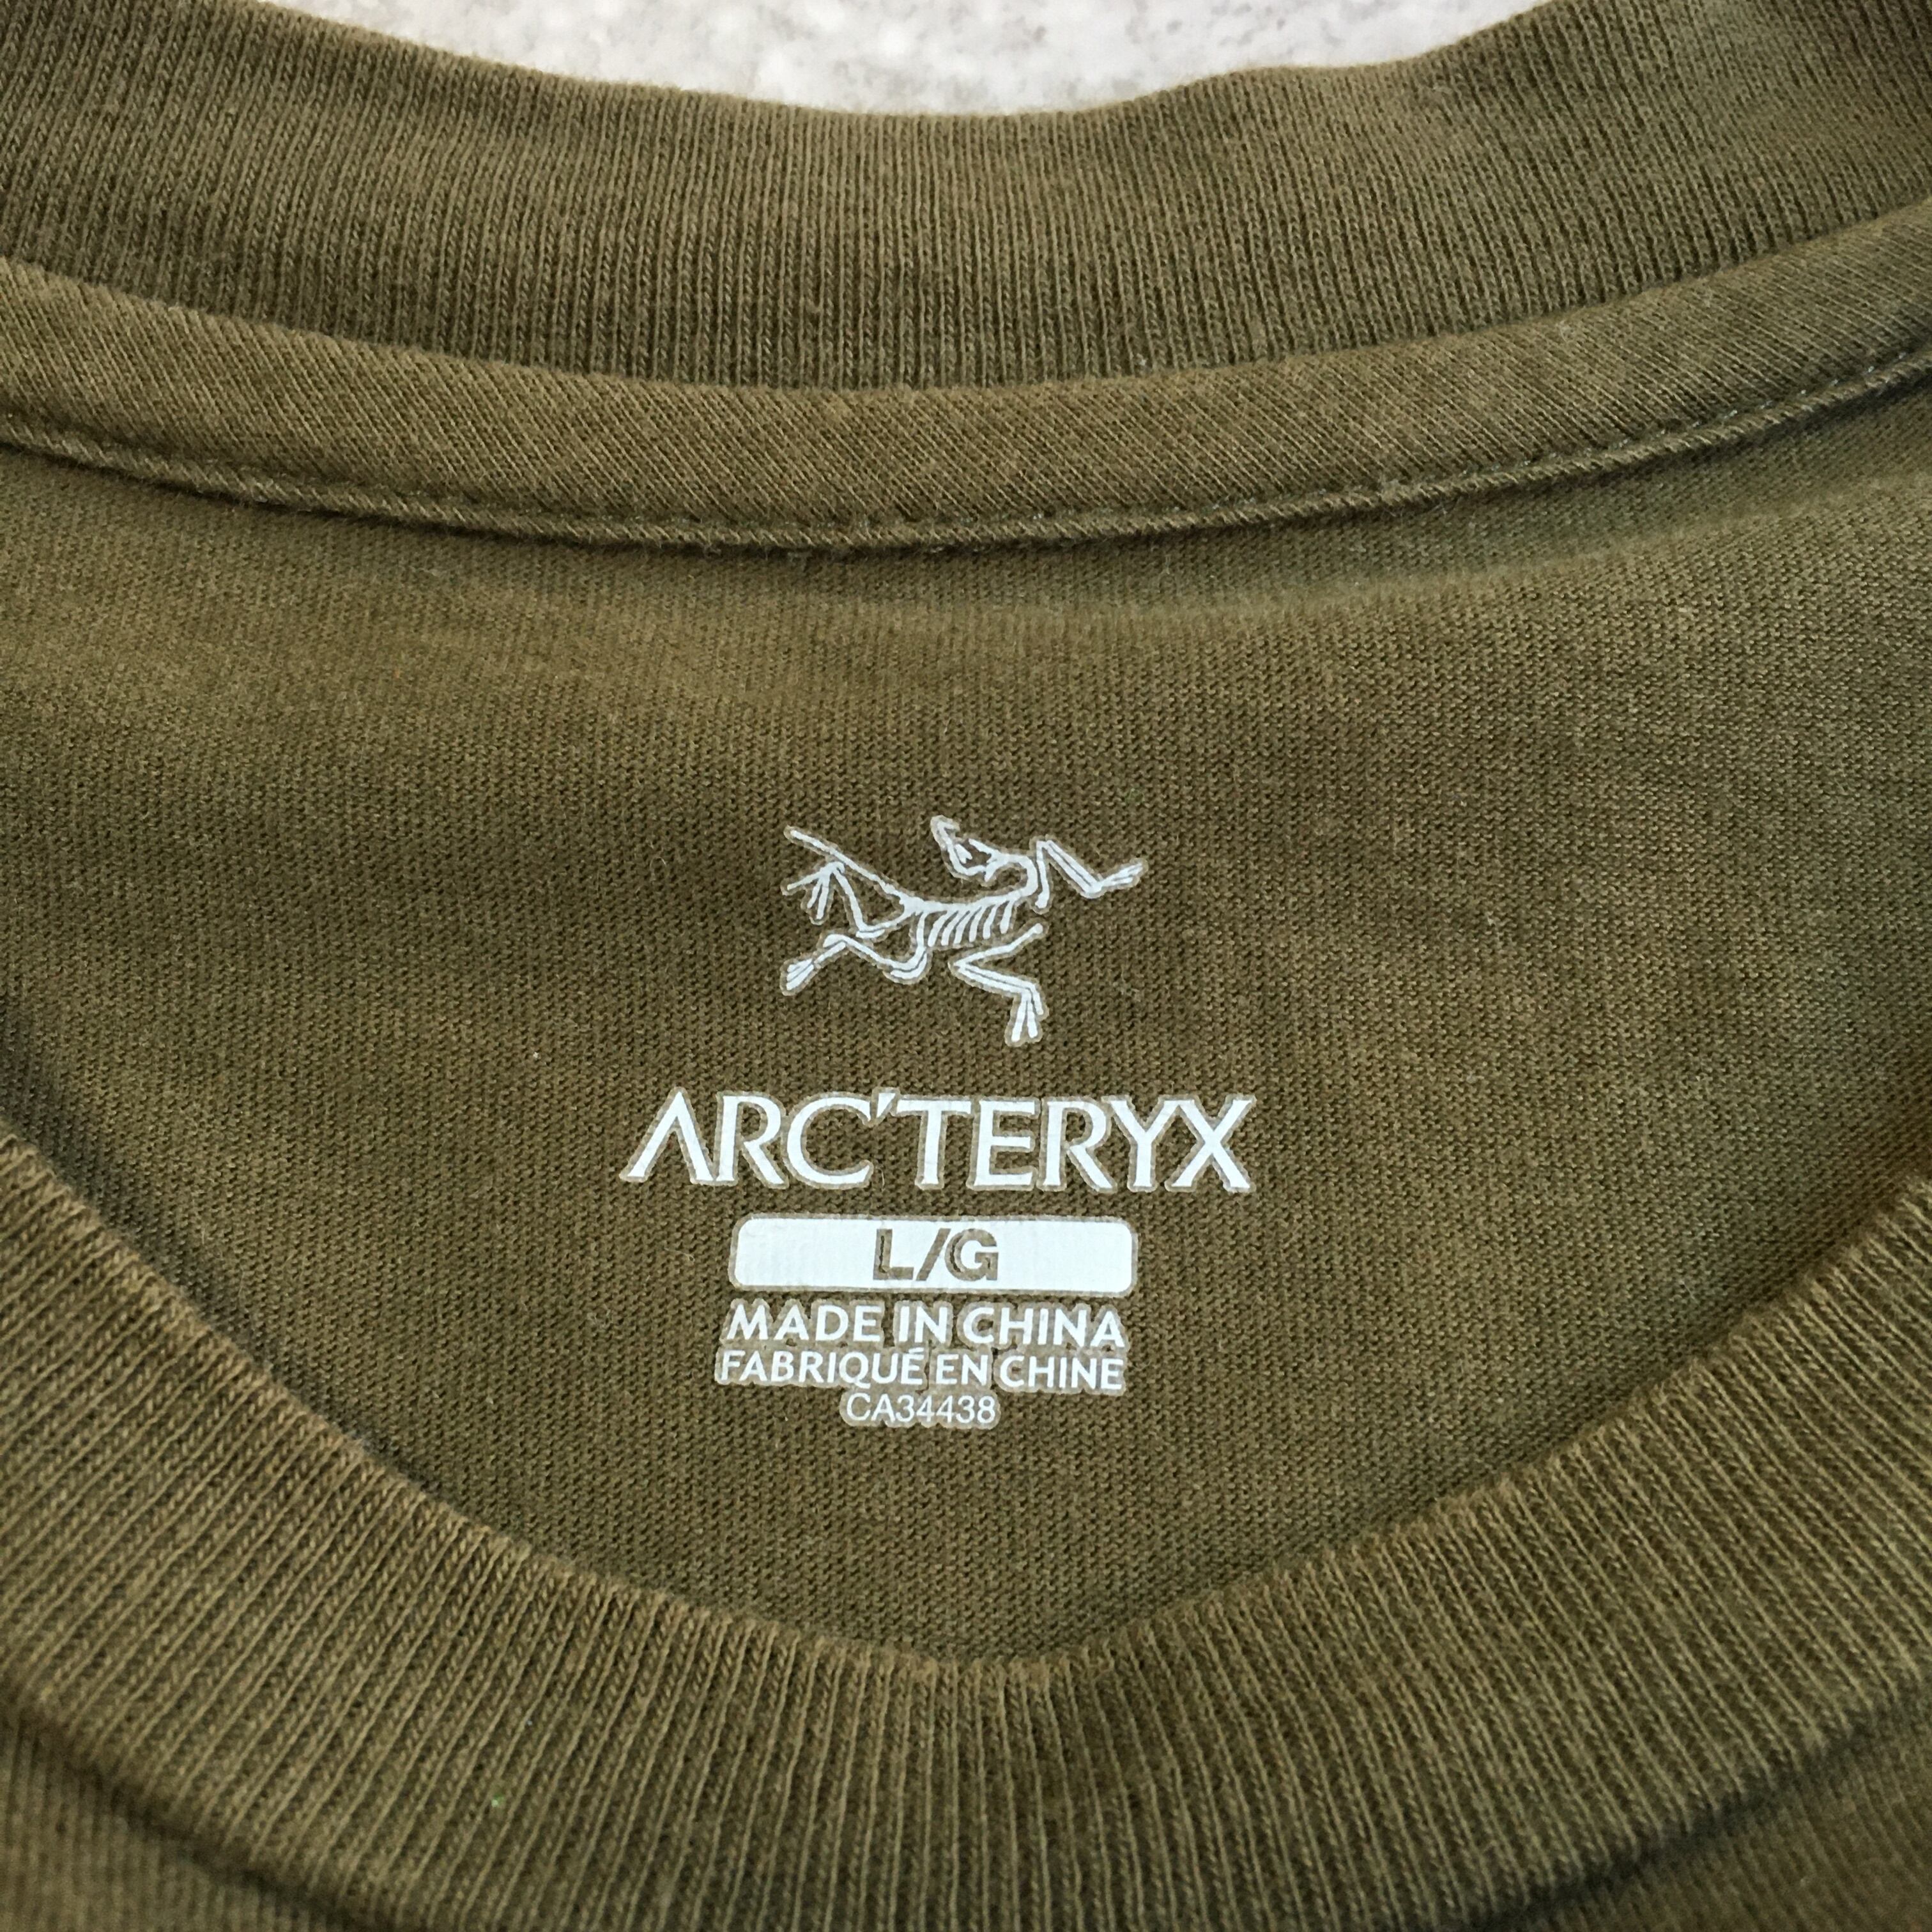 ARC'TERYX
L/G
MADE IN CHINA
FABRIQUÉ EN CHINE
CA34438